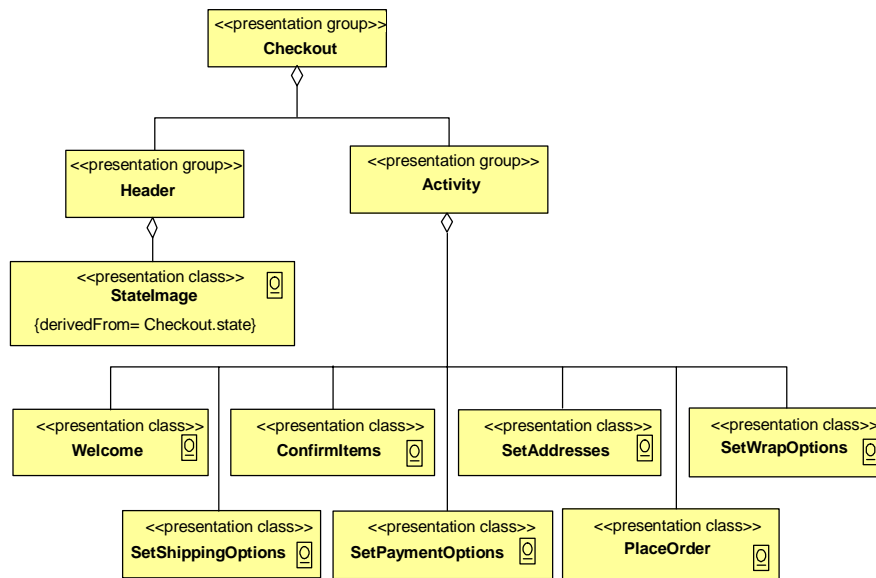 <<presentation group>>
Checkout
<<presentation group>>
Header
<<presentation group>>
Activity
<<presentation class>>
StateImage
{derivedFrom= Checkout.state}
<<presentation class>>
Welcome
<<presentation class>>
ConfirmItems
<<presentation class>>
SetAddresses
<<presentation class>>
SetWrapOptions
<<presentation class>>
SetShippingOptions
<<presentation class>>
SetPaymentOptions
<<presentation class>>
PlaceOrder